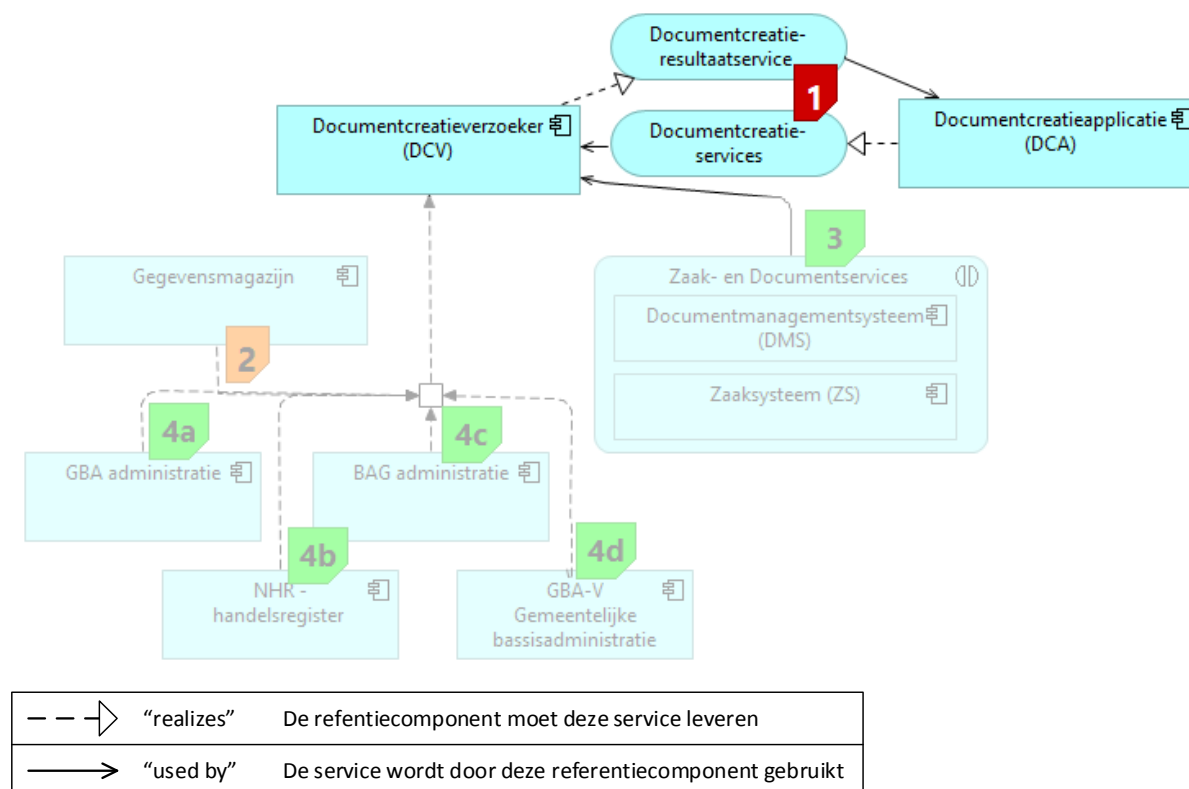 Documentcreatie-
resultaatservice
1
Documentcreatieverzoeker
(DCV)
Documentcreatie-
services
Documentcreatieapplicatie
(DCA)
3
Gegevensmagazijn
Zaak- en Documentservices
Documentmanagementsysteem
(DMS)
2
Zaaksysteem (ZS)
4a
4c
GBA administratie
BAG administratie
4b
4d
NHR -
handelsregister
GBA-V
Gemeentelijke
bassisadministratie
“realizes” De refentiecomponent moet deze service leveren
“used by” De service wordt door deze referentiecomponent gebruikt